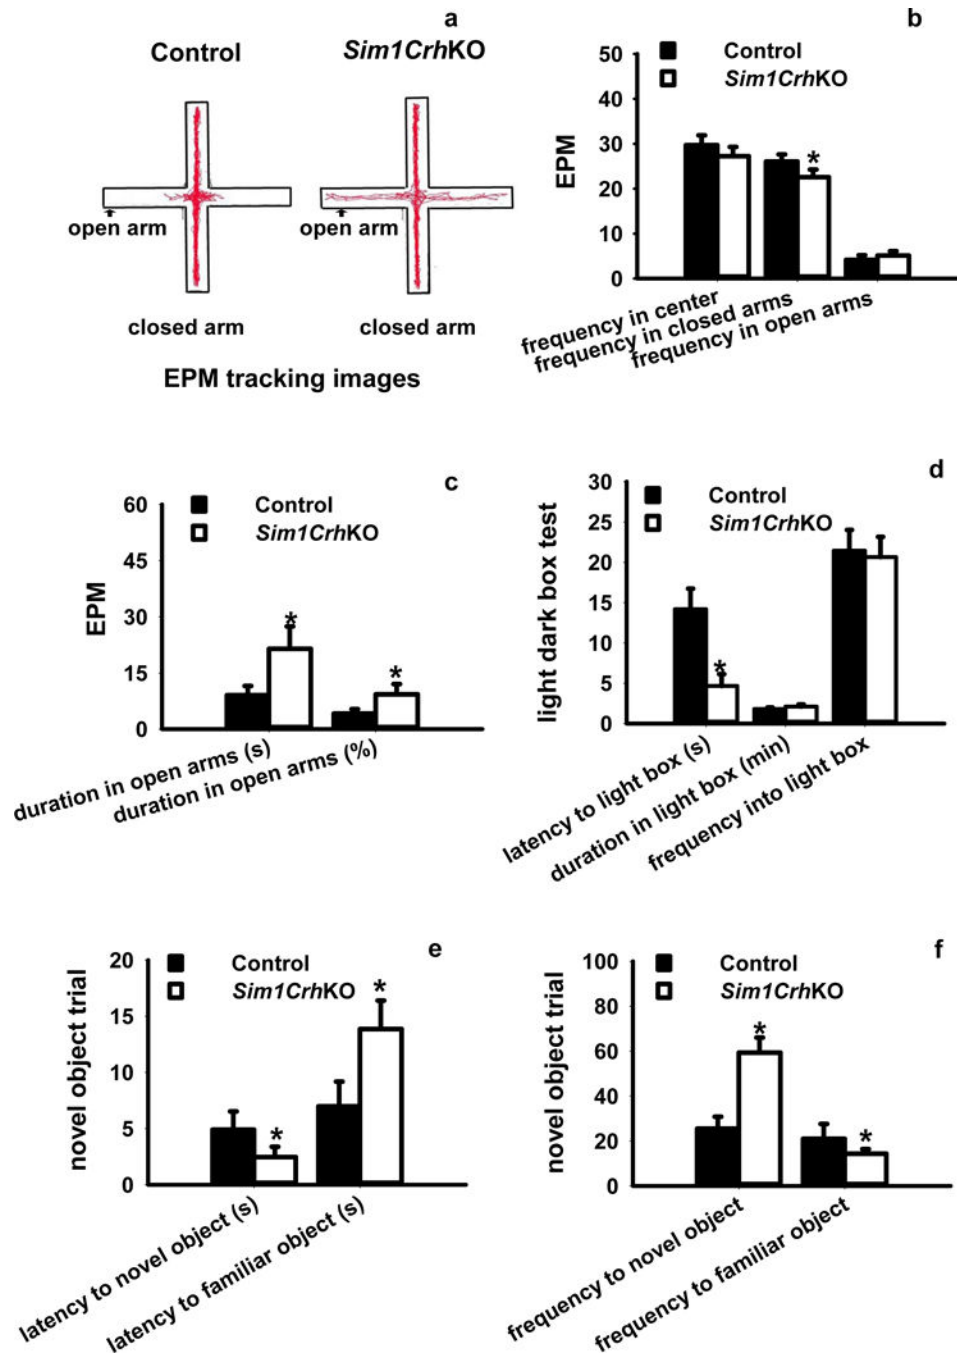 a
Control
Sim1CrhKO
open arm
open arm
closed arm
closed arm
EPM tracking images
b
Control
Sim1CrhKO
EPM
50
40
30
20
10
0
frequency in center
frequency in closed arms
frequency in open arms
*
c
Control
Sim1CrhKO
EPM
60
45
30
15
0
*
*
duration in open arms (s)
duration in open arms (%)
d
Control
Sim1CrhKO
light dark box test
30
25
20
15
10
5
0
*
latency to light box (s)
duration in light box (min)
frequency into light box
e
Control
Sim1CrhKO
novel object trial
20
15
10
5
0
*
*
latency to novel object (s)
latency to familiar object (s)
f
Control
Sim1CrhKO
novel object trial
100
80
60
40
20
0
*
*
frequency to novel object
frequency to familiar object